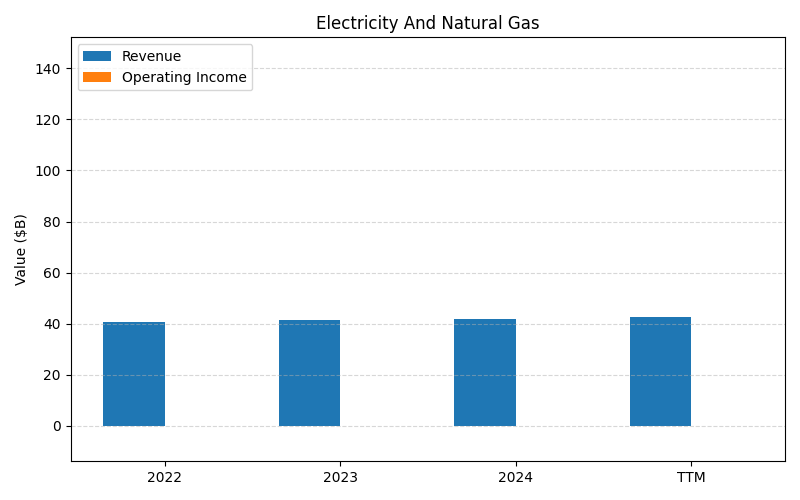 Electricity And Natural Gas
Revenue
Operating Income
Value ($B)
140
120
100
80
60
40
20
0
2022 2023 2024 TTM